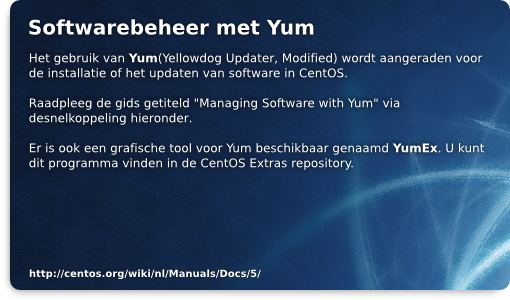 Softwarebeheer met Yum
Het gebruik van Yum(Yellowdog Updater, Modified) wordt aangeraden voor
de installatie of het updaten van software in CentOS.
Raadpleeg de gids getiteld "Managing Software with Yum" via
desnelkoppeling hieronder.
Er is ook een grafische tool voor Yum beschikbaar genaamd YumEx. U kunt
dit programma vinden in de CentOS Extras repository.
http://centos.org/wiki/nl/Manuals/Docs/5/